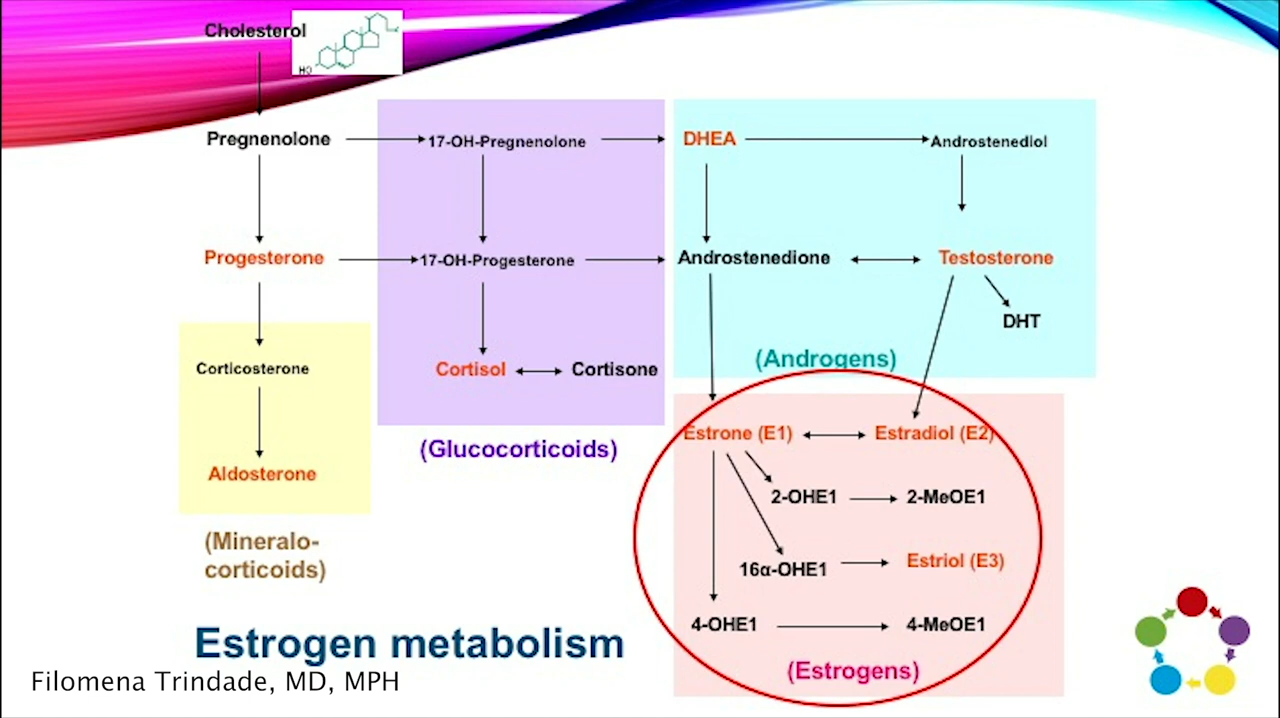 Cholesterol
HO
Pregnenolone
17-OH-Pregnenolone
DHEA
Androstenediol
Progesterone
17-OH-Progesterone
Androstenedione
Testosterone
DHT
(Androgens)
Corticosterone
Cortisol
Cortisone
(Glucocorticoids)
Estrone (E1)
Estradiol (E2)
Aldosterone
2-OHE1
2-MeOE1
(Mineralo-
corticoids)
16α-OHE1
Estriol (E3)
4-OHE1
4-MeOE1
(Estrogens)
Estrogen metabolism
Filomena Trindade, MD, MPH